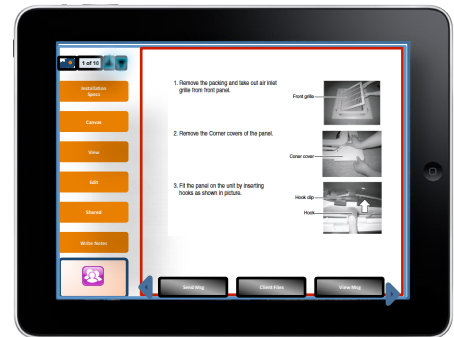 1 of 10
Installation
Specs
Canvas
View
Edit
Shared
Write Notes
1. Remove the packing and take out air inlet
grille from front panel.
Front grille
2. Remove the Corner covers of the panel.
Coner cover
3. Fit the panel on the unit by inserting
hooks as shown in picture.
Hook clip
Hook
Send Msg
Client Files
View Msg